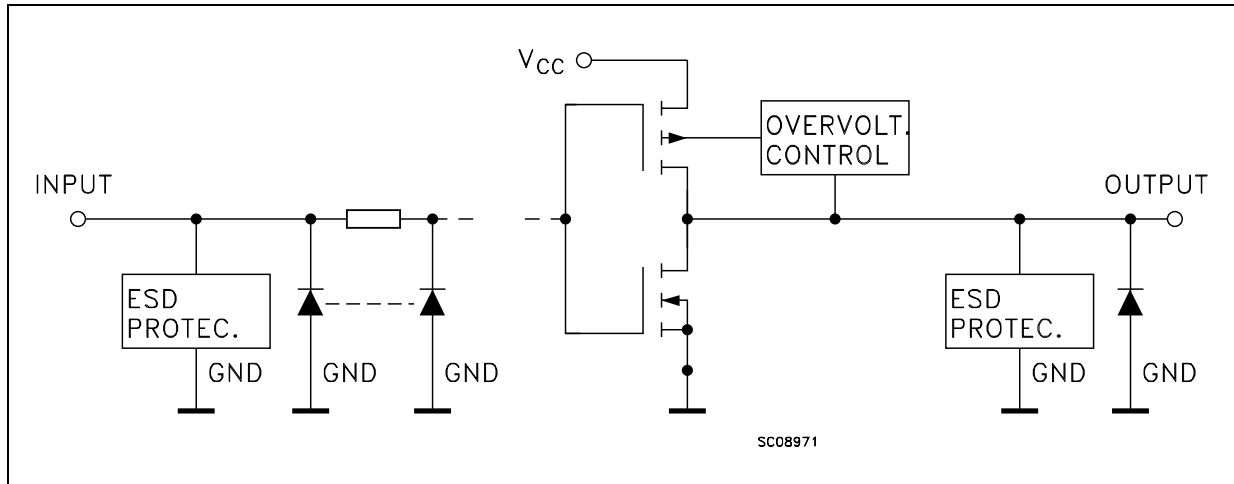 VCC
OVERVOLT.
CONTROL
INPUT
OUTPUT
ESD
PROTEC.
ESD
PROTEC.
GND
GND
GND
GND
GND
SC08971